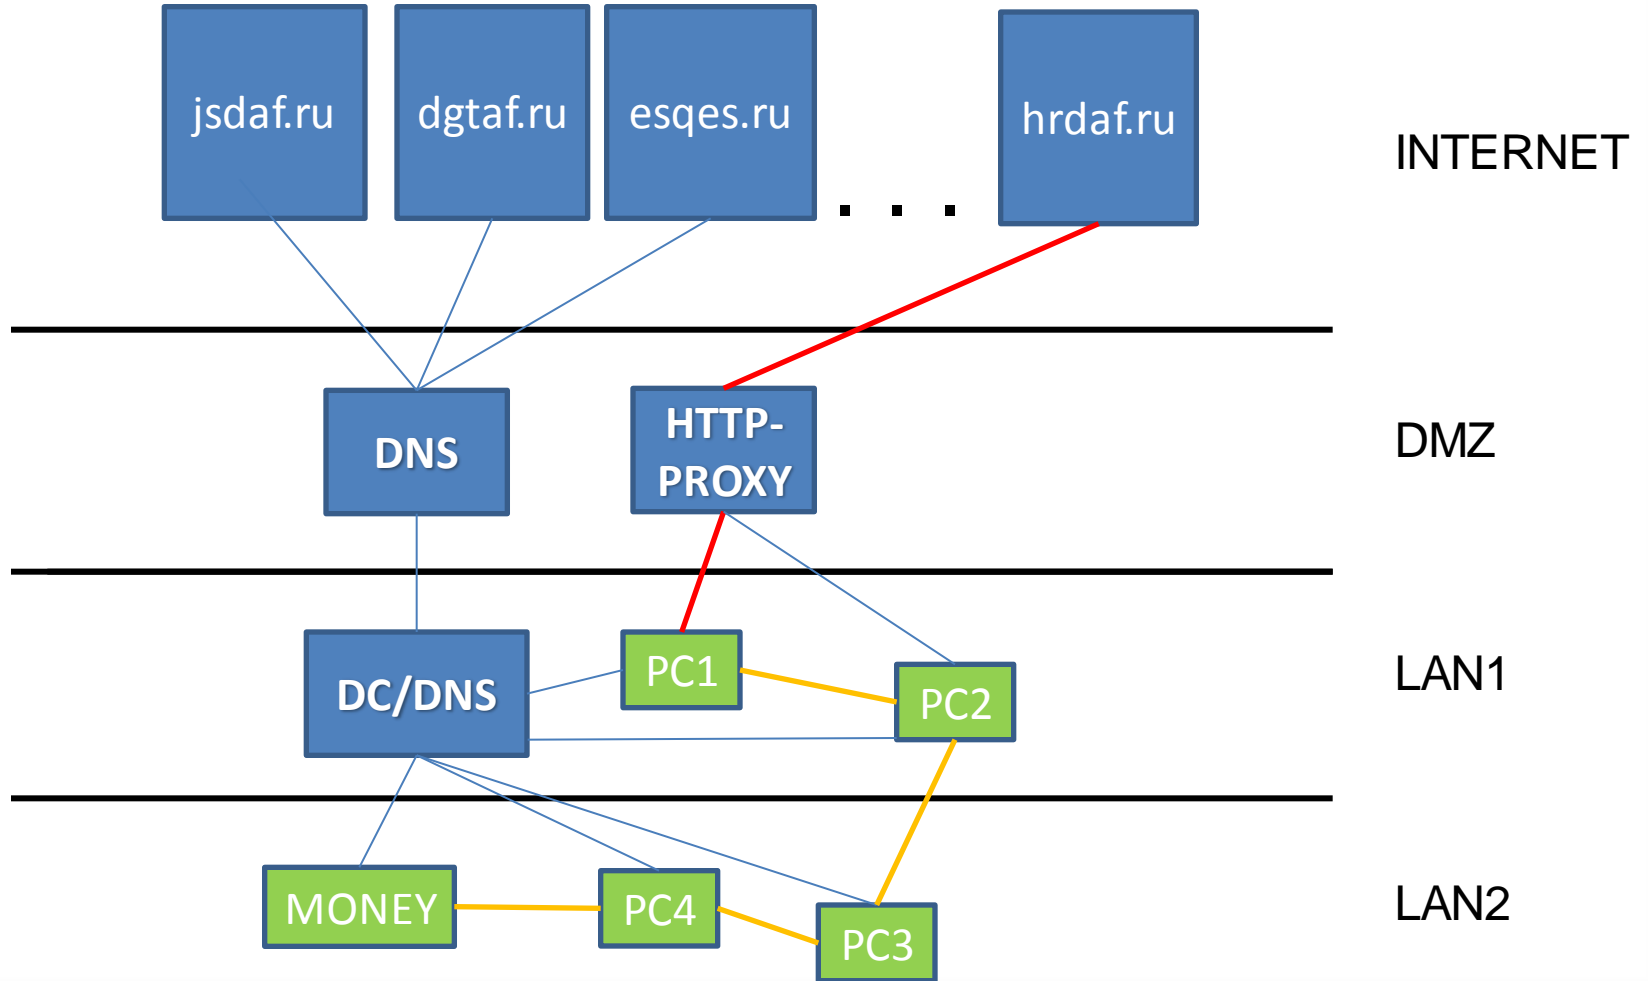 jsdaf.ru
dgtaf.ru
esqes.ru
. . .
hrdaf.ru
INTERNET
DNS
HTTP-
PROXY
DMZ
DC/DNS
PC1
PC2
LAN1
MONEY
PC4
PC3
LAN2